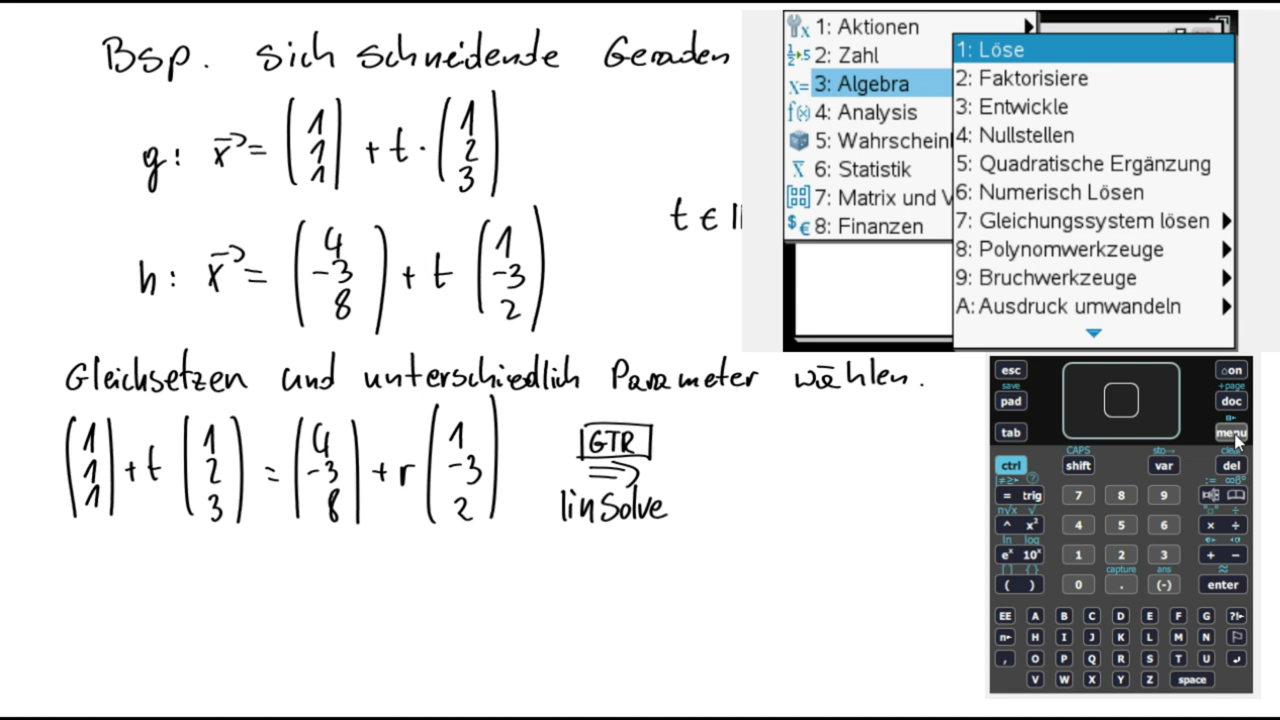 Bsp. sich schneidende Geraden
g: x⃗ = (1 1 1) + t · (1 2 3)
t ∈
h: x⃗ = (4 -3 8) + t (1 -3 2)
Gleichsetzen und unterschiedlich Parameter wählen.
(1 1 1) + t (1 2 3) = (4 -3 8) + r (1 -3 2)
GTR
⇒
linSolve
1: Aktionen
2: Zahl
3: Algebra
4: Analysis
5: Wahrschein
6: Statistik
7: Matrix und V
8: Finanzen
1: Löse
2: Faktorisiere
3: Entwickle
4: Nullstellen
5: Quadratische Ergänzung
6: Numerisch Lösen
7: Gleichungssystem lösen
8: Polynomwerkzeuge
9: Bruchwerkzeuge
A: Ausdruck umwandeln
esc on
save +page
pad doc
tab menu
CAPS sto→
ctrl shift var del
= trig 7 8 9
n√x √
^ x² 4 5 6 × ÷
ln log
eˣ 10ˣ 1 2 3 + −
[ ] { } capture ans ≈
( ) 0 . (-) enter
EE A B C D E F G ?!▸
H I J K L M N
, O P Q R S T U
V W X Y Z space